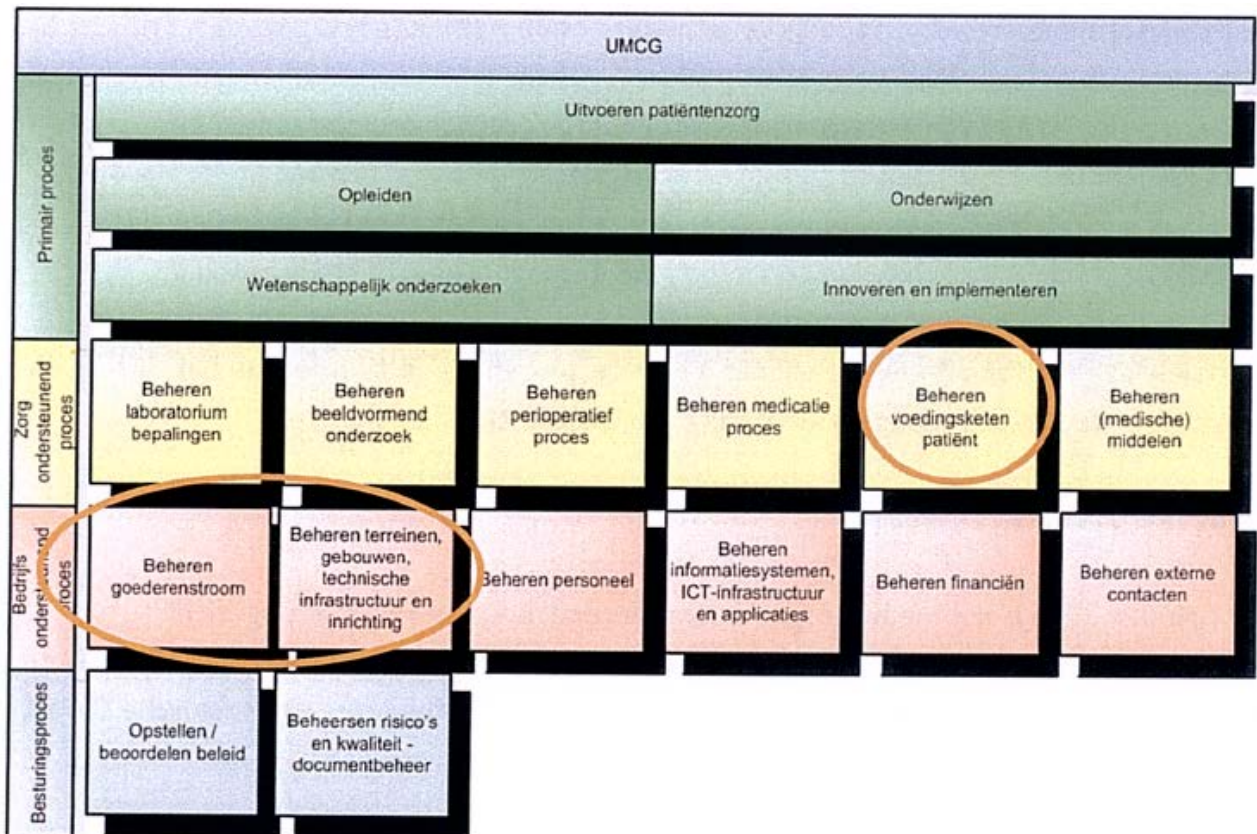 UMCG
Primair proces
Uitvoeren patiëntenzorg
Opleiden
Onderwijzen
Wetenschappelijk onderzoeken
Innoveren en implementeren
Zorg
ondersteunend
proces
Beheren
laboratorium
bepalingen
Beheren
beeldvormend
onderzoek
Beheren
perioperatief
proces
Beheren medicatie
proces
Beheren
voedingsketen
patiënt
Beheren
(medische)
middelen
Bedrijfs
ondersteunend
proces
Beheren
goederenstroom
Beheren terreinen,
gebouwen,
technische
infrastructuur en
inrichting
Beheren personeel
Beheren
informatiesystemen,
ICT-infrastructuur
en applicaties
Beheren financiën
Beheren externe
contacten
Besturingsproces
Opstellen /
beoordelen beleid
Beheersen risico's
en kwaliteit -
documentbeheer